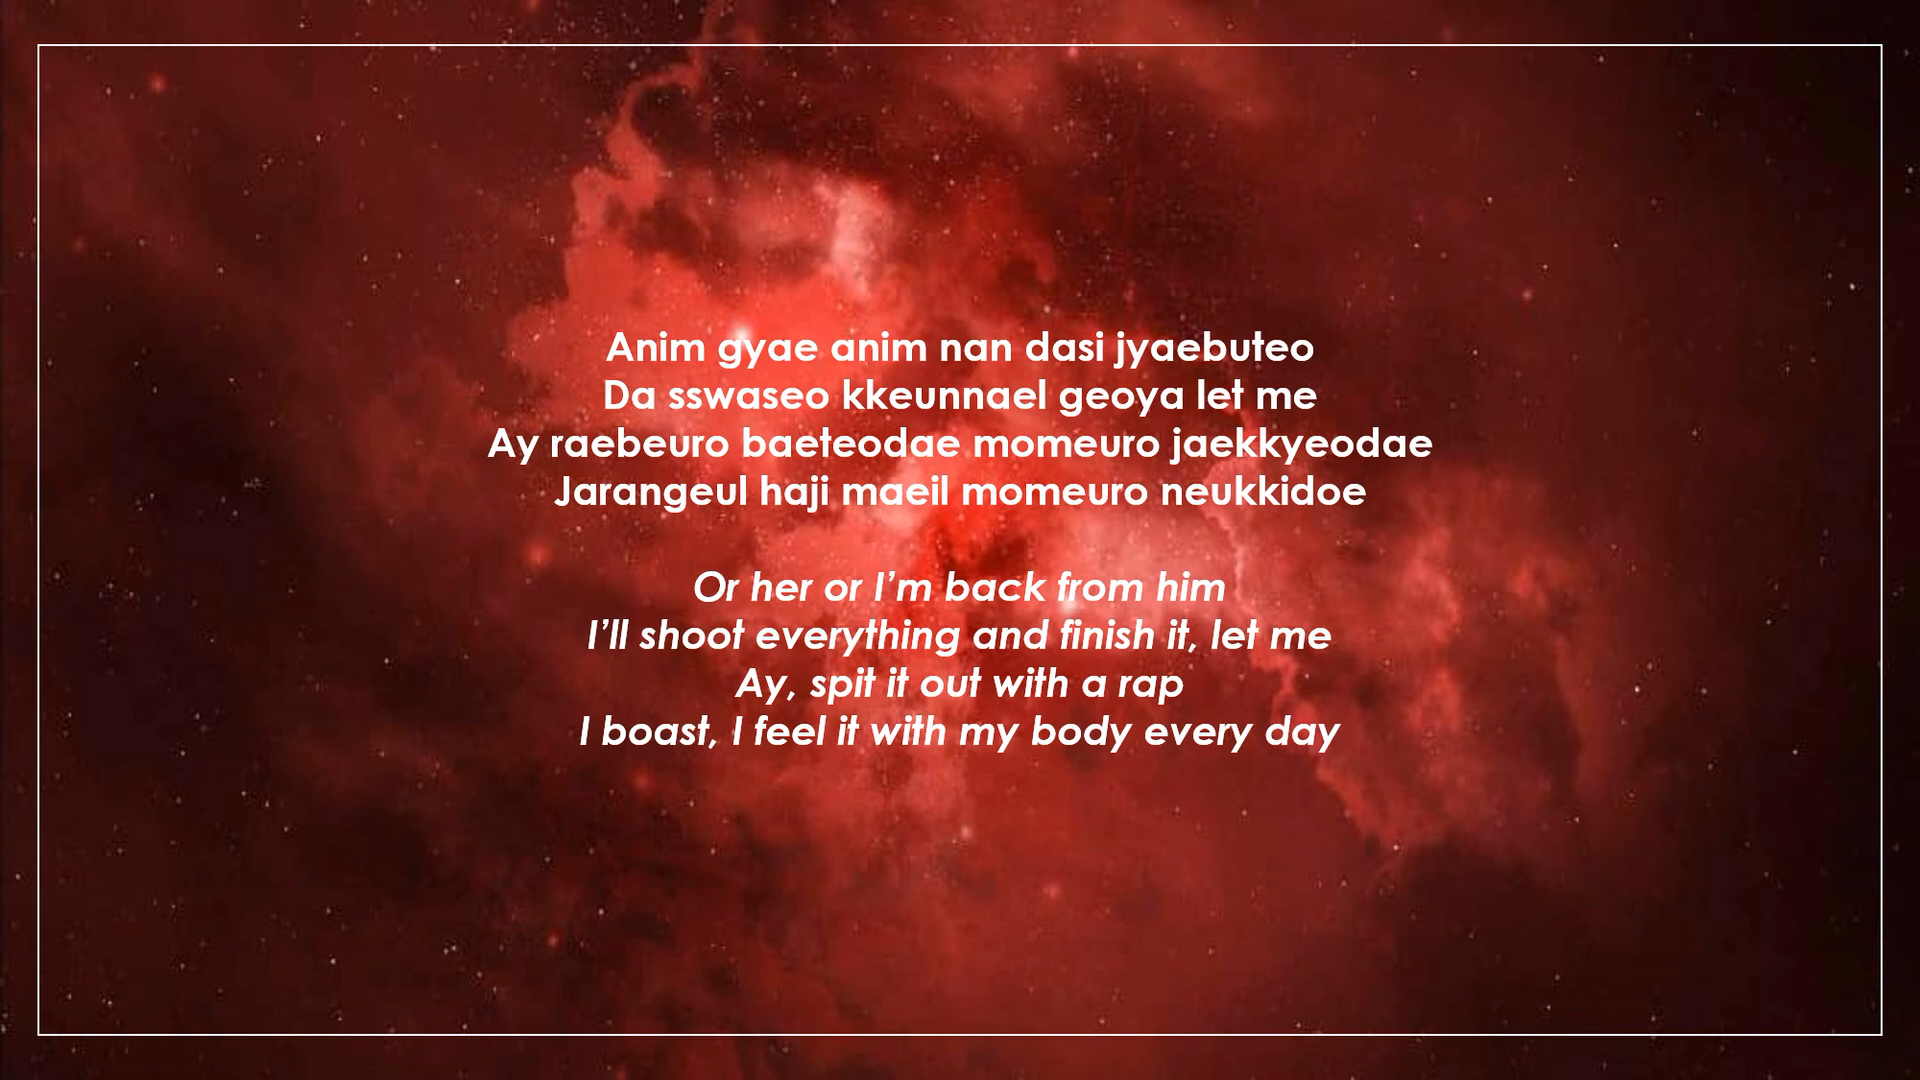 Anim gyae anim nan dasi jyaebuteo
Da sswaseo kkeunnael geoya let me
Ay raebeuro baeteodae momeuro jaekkyeodae
Jarangeul haji maeil momeuro neukkidoe
Or her or I’m back from him
I’ll shoot everything and finish it, let me
Ay, spit it out with a rap
I boast, I feel it with my body every day